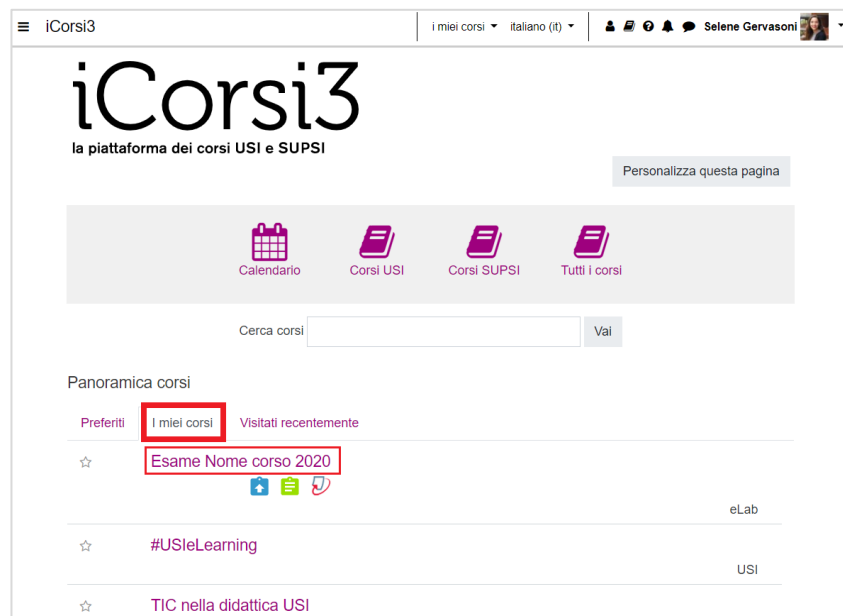 iCorsi3 i miei corsi italiano (it) Selene Gervasoni
iCorsi3
la piattaforma dei corsi USI e SUPSI
Personalizza questa pagina
Calendario Corsi USI Corsi SUPSI Tutti i corsi
Cerca corsi Vai
Panoramica corsi
Preferiti I miei corsi Visitati recentemente
Esame Nome corso 2020
eLab
#USIeLearning
USI
TIC nella didattica USI